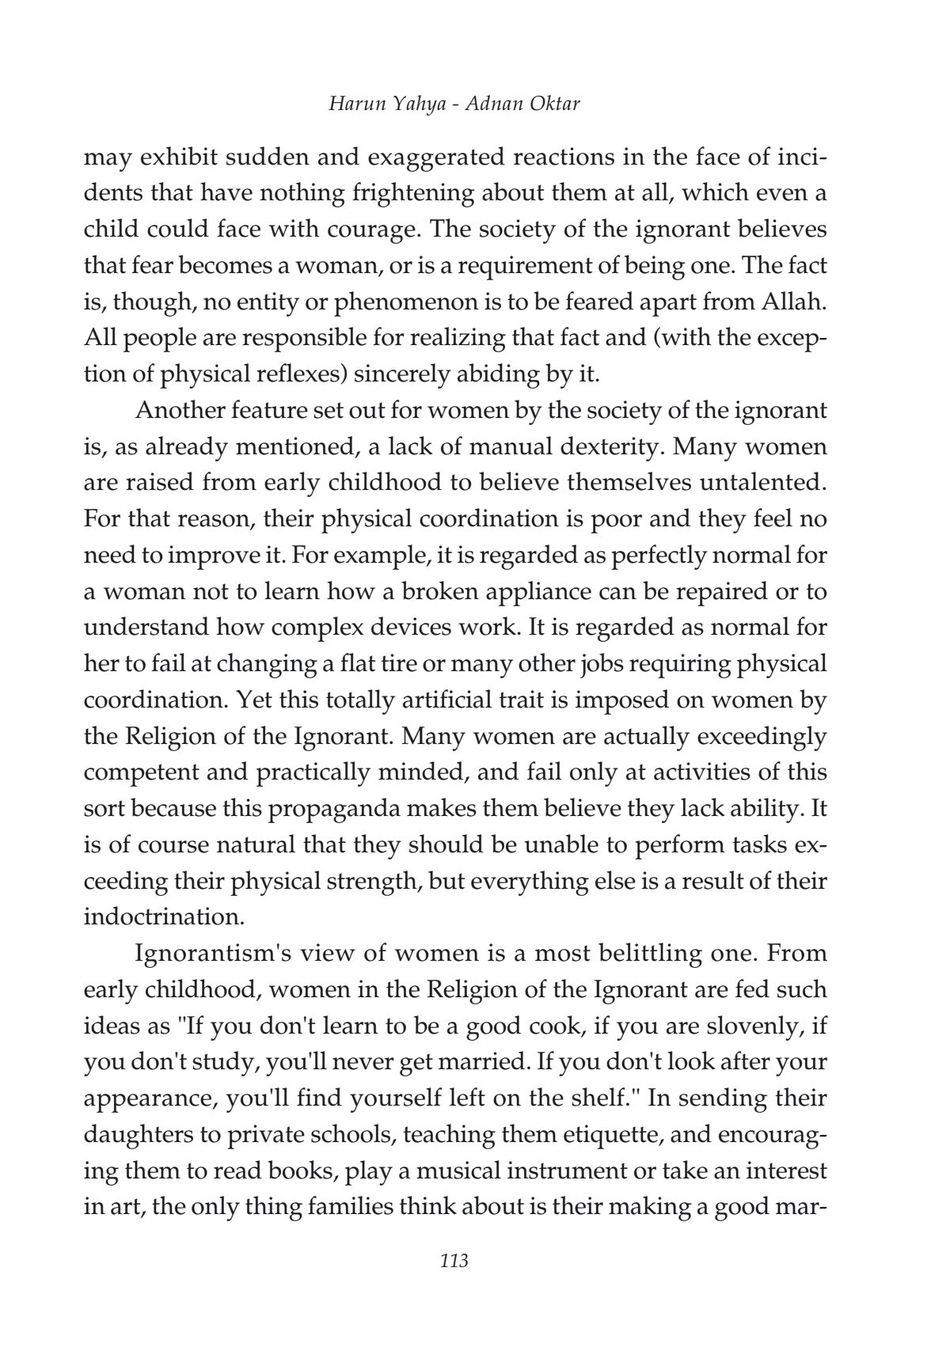 Harun Yahya - Adnan Oktar
may exhibit sudden and exaggerated reactions in the face of inci-
dents that have nothing frightening about them at all, which even a
child could face with courage. The society of the ignorant believes
that fear becomes a woman, or is a requirement of being one. The fact
is, though, no entity or phenomenon is to be feared apart from Allah.
All people are responsible for realizing that fact and (with the excep-
tion of physical reflexes) sincerely abiding by it.
Another feature set out for women by the society of the ignorant
is, as already mentioned, a lack of manual dexterity. Many women
are raised from early childhood to believe themselves untalented.
For that reason, their physical coordination is poor and they feel no
need to improve it. For example, it is regarded as perfectly normal for
a woman not to learn how a broken appliance can be repaired or to
understand how complex devices work. It is regarded as normal for
her to fail at changing a flat tire or many other jobs requiring physical
coordination. Yet this totally artificial trait is imposed on women by
the Religion of the Ignorant. Many women are actually exceedingly
competent and practically minded, and fail only at activities of this
sort because this propaganda makes them believe they lack ability. It
is of course natural that they should be unable to perform tasks ex-
ceeding their physical strength, but everything else is a result of their
indoctrination.
Ignorantism's view of women is a most belittling one. From
early childhood, women in the Religion of the Ignorant are fed such
ideas as "If you don't learn to be a good cook, if you are slovenly, if
you don't study, you'll never get married. If you don't look after your
appearance, you'll find yourself left on the shelf." In sending their
daughters to private schools, teaching them etiquette, and encourag-
ing them to read books, play a musical instrument or take an interest
in art, the only thing families think about is their making a good mar-
113